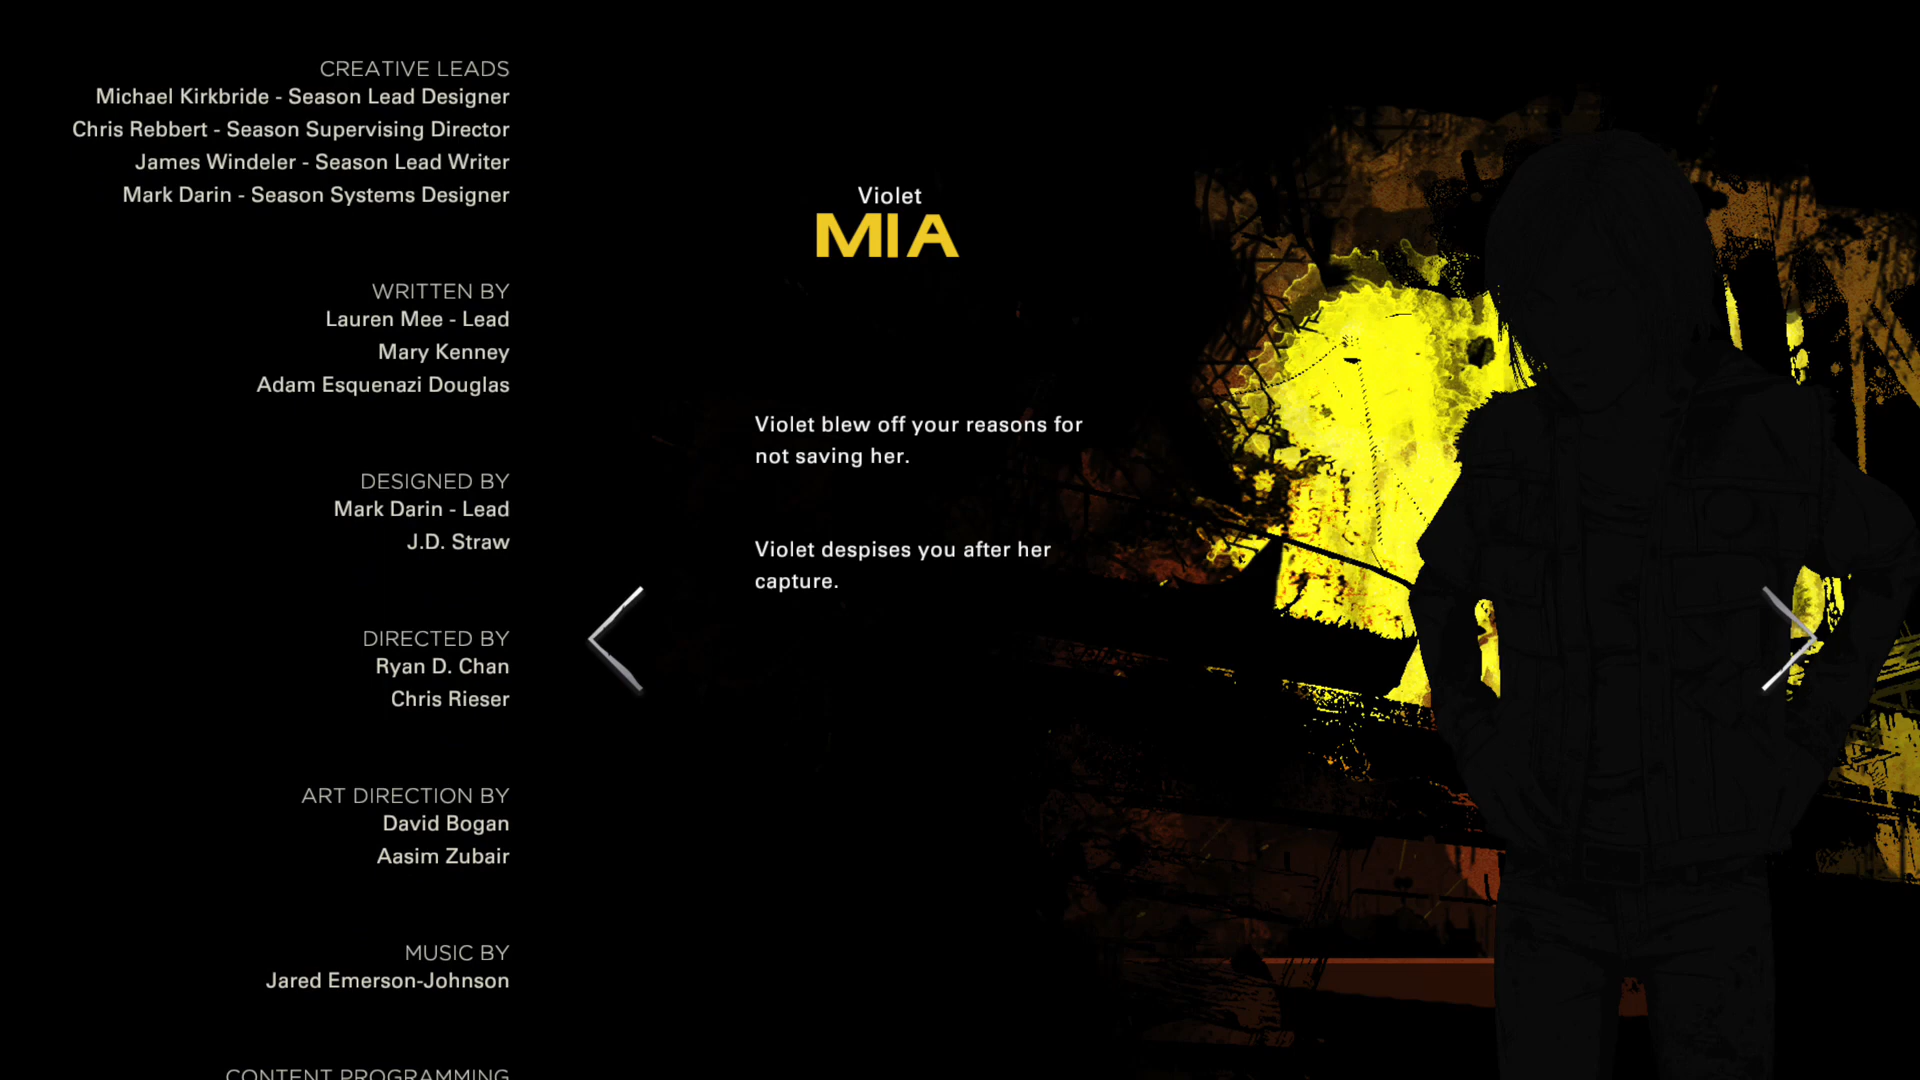 CREATIVE LEADS
Michael Kirkbride - Season Lead Designer
Chris Rebbert - Season Supervising Director
James Windeler - Season Lead Writer
Mark Darin - Season Systems Designer
WRITTEN BY
Lauren Mee - Lead
Mary Kenney
Adam Esquenazi Douglas
DESIGNED BY
Mark Darin - Lead
J.D. Straw
DIRECTED BY
Ryan D. Chan
Chris Rieser
ART DIRECTION BY
David Bogan
Aasim Zubair
MUSIC BY
Jared Emerson-Johnson
CONTENT PROGRAMMING
Violet
MIA
Violet blew off your reasons for
not saving her.
Violet despises you after her
capture.